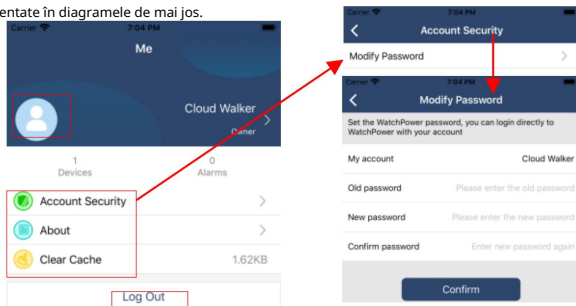 entate în diagramele de mai jos.
Carrier 7:04 PM
Me
Cloud Walker
Owner
1
Devices
0
Alarms
Account Security
About
Clear Cache 1.62KB
Log Out
Carrier 7:04 PM
Account Security
Modify Password
Carrier 7:04 PM
Modify Password
Set the WatchPower password, you can login directly to
WatchPower with your account
My account Cloud Walker
Old password Please enter the old password
New password Please enter the new password
Confirm password Enter new password again
Confirm